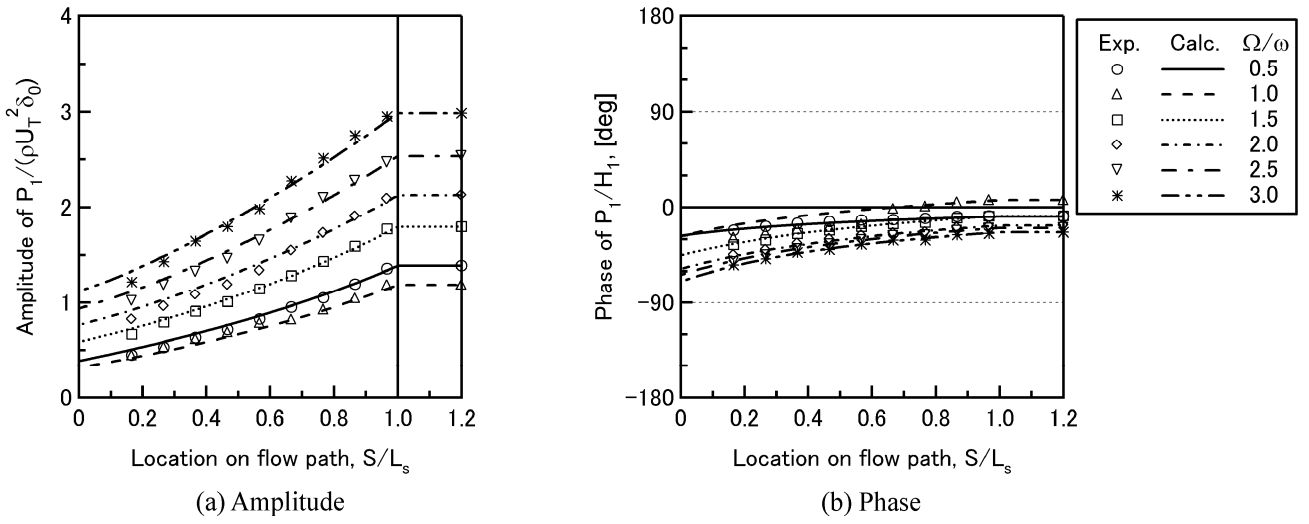 4
3
2
1
0
Amplitude of P₁/(ρU_T²δ₀)
0 0.2 0.4 0.6 0.8 1.0 1.2
Location on flow path, S/Lₛ
(a) Amplitude
180
90
0
−90
−180
Phase of P₁/H₁, [deg]
0 0.2 0.4 0.6 0.8 1.0 1.2
Location on flow path, S/Lₛ
(b) Phase
Exp. Calc. Ω/ω
0.5
1.0
1.5
2.0
2.5
3.0